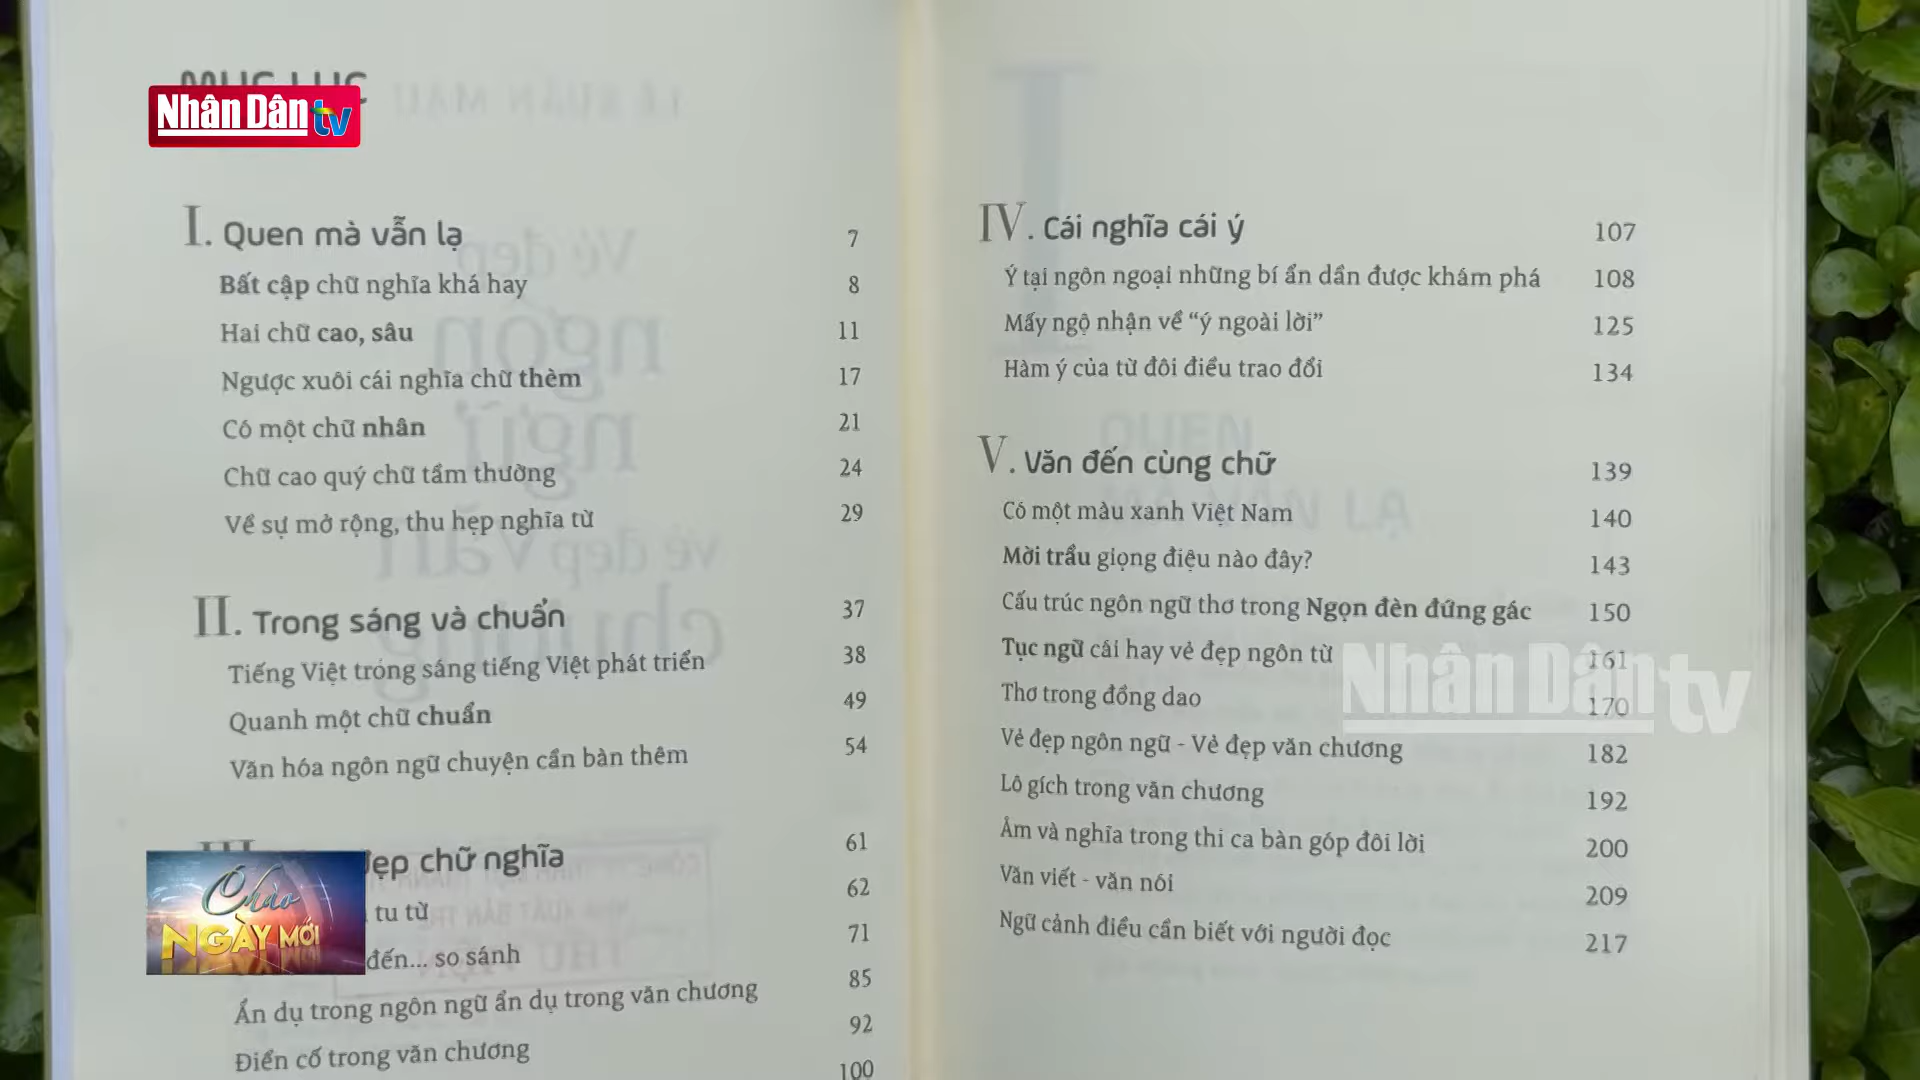 MỤC LỤC
Nhân Dân tv
I. Quen mà vẫn lạ 7
Bất cập chữ nghĩa khá hay 8
Hai chữ cao, sâu 11
Ngược xuôi cái nghĩa chữ thèm 17
Có một chữ nhân 21
Chữ cao quý chữ tầm thường 24
Về sự mở rộng, thu hẹp nghĩa từ 29
II. Trong sáng và chuẩn 37
Tiếng Việt trong sáng tiếng Việt phát triển 38
Quanh một chữ chuẩn 49
Văn hóa ngôn ngữ chuyện cần bàn thêm 54
III. đẹp chữ nghĩa 61
tu từ 62
đến... so sánh 71
Ẩn dụ trong ngôn ngữ ẩn dụ trong văn chương 85
Điển cố trong văn chương 92
100
Chào
NGÀY MỚI
IV. Cái nghĩa cái ý 107
Ý tại ngôn ngoại những bí ẩn dần được khám phá 108
Mấy ngộ nhận về “ý ngoài lời” 125
Hàm ý của từ đôi điều trao đổi 134
V. Văn đến cùng chữ 139
Có một màu xanh Việt Nam 140
Mời trầu giọng điệu nào đây? 143
Cấu trúc ngôn ngữ thơ trong Ngọn đèn đứng gác 150
Tục ngữ cái hay vẻ đẹp ngôn từ 161
Thơ trong đồng dao 170
Nhân Dân tv
Vẻ đẹp ngôn ngữ - Vẻ đẹp văn chương 182
Lô gích trong văn chương 192
Âm và nghĩa trong thi ca bàn góp đôi lời 200
Văn viết - văn nói 209
Ngữ cảnh điều cần biết với người đọc 217